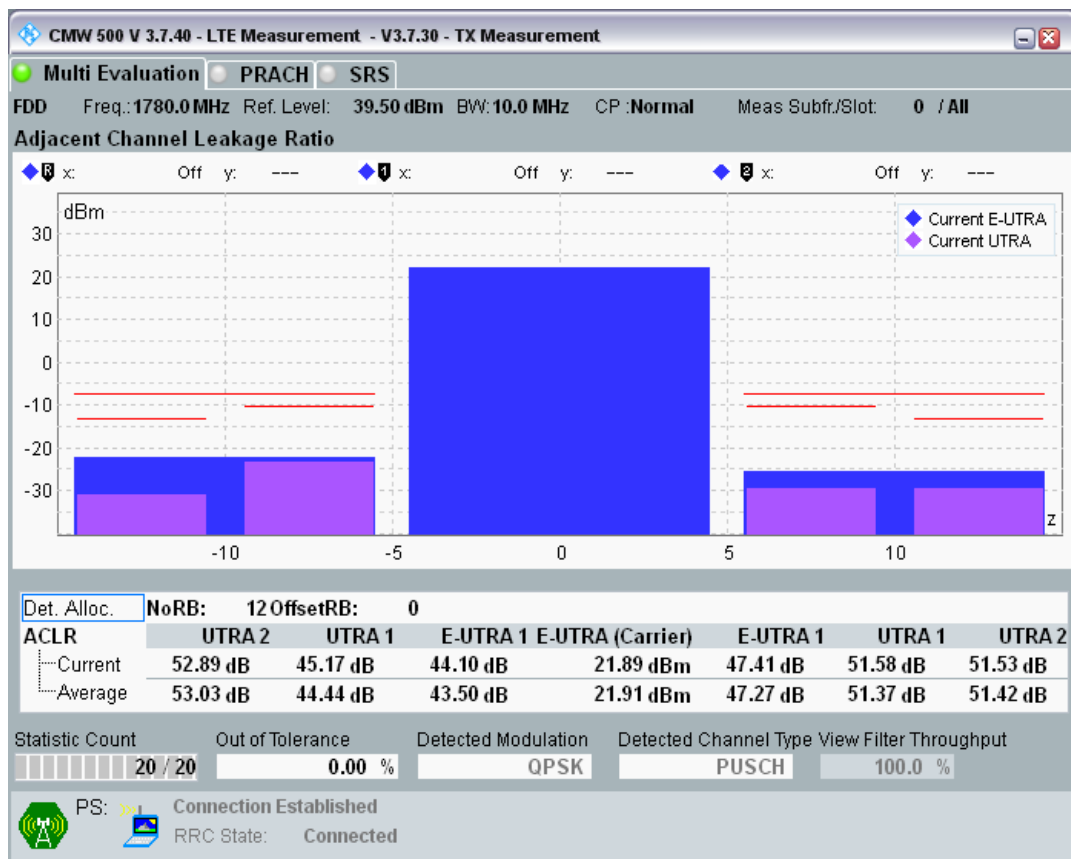 CMW 500 V 3.7.40 - LTE Measurement - V3.7.30 - TX Measurement
Multi Evaluation PRACH SRS
FDD Freq.: 1780.0 MHz Ref. Level: 39.50 dBm BW: 10.0 MHz CP :Normal Meas Subfr./Slot: 0 / All
Adjacent Channel Leakage Ratio
R x: Off y: --- 1 x: Off y: --- 2 x: Off y: ---
dBm
Current E-UTRA
Current UTRA
30
20
10
0
-10
-20
-30
z
-10 -5 0 5 10
Det. Alloc. NoRB: 12 OffsetRB: 0
ACLR UTRA 2 UTRA 1 E-UTRA 1 E-UTRA (Carrier) E-UTRA 1 UTRA 1 UTRA 2
Current 52.89 dB 45.17 dB 44.10 dB 21.89 dBm 47.41 dB 51.58 dB 51.53 dB
Average 53.03 dB 44.44 dB 43.50 dB 21.91 dBm 47.27 dB 51.37 dB 51.42 dB
Statistic Count Out of Tolerance Detected Modulation Detected Channel Type View Filter Throughput
20 / 20 0.00 % QPSK PUSCH 100.0 %
PS: Connection Established
RRC State: Connected